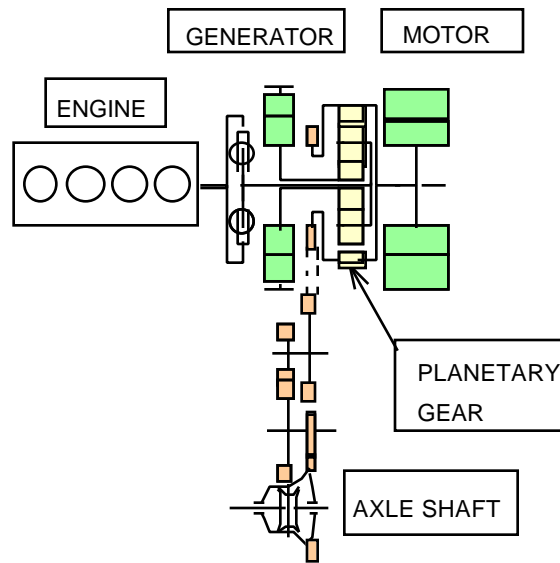 GENERATOR
MOTOR
ENGINE
PLANETARY
GEAR
AXLE SHAFT